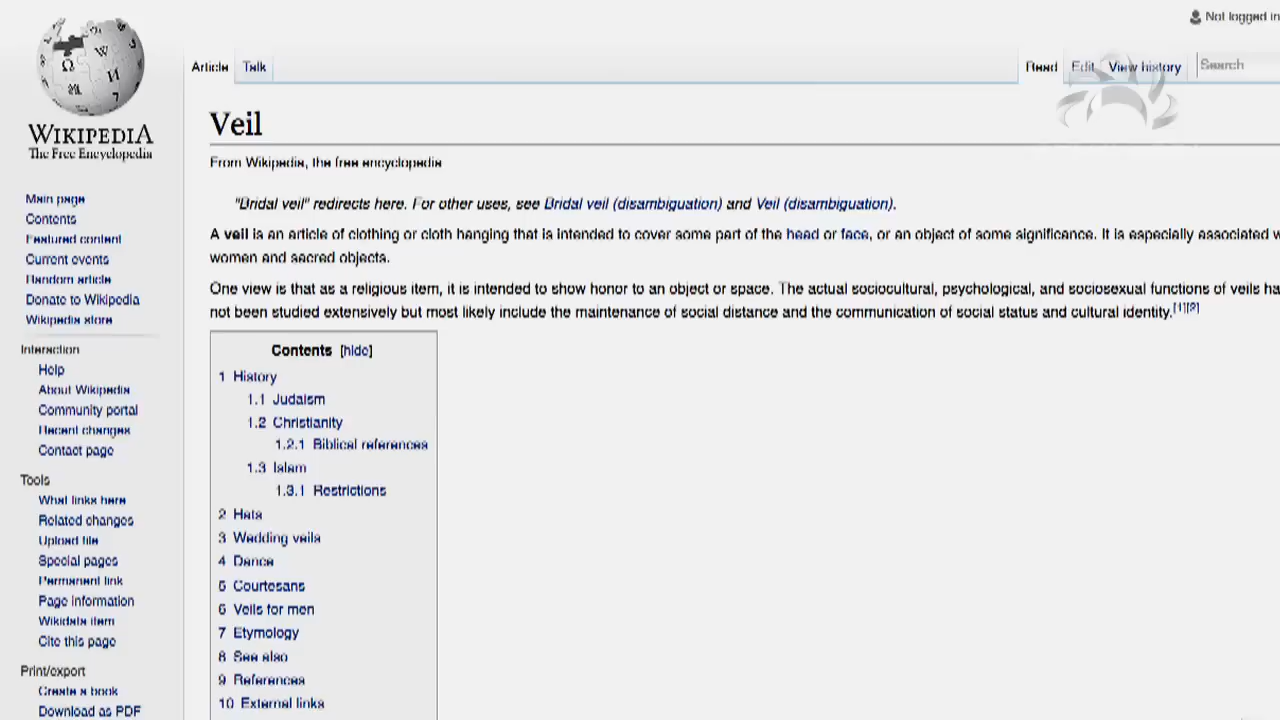 Not logged in
Article Talk Read Edit View history Search
WIKIPEDIA
The Free Encyclopedia
Veil
From Wikipedia, the free encyclopedia
"Bridal veil" redirects here. For other uses, see Bridal veil (disambiguation) and Veil (disambiguation).
A veil is an article of clothing or cloth hanging that is intended to cover some part of the head or face, or an object of some significance. It is especially associated
women and sacred objects.
One view is that as a religious item, it is intended to show honor to an object or space. The actual sociocultural, psychological, and sociosexual functions of veils
not been studied extensively but most likely include the maintenance of social distance and the communication of social status and cultural identity.[1][2]
Main page
Contents
Featured content
Current events
Random article
Donate to Wikipedia
Wikipedia store
Interaction
Help
About Wikipedia
Community portal
Recent changes
Contact page
Tools
What links here
Related changes
Upload file
Special pages
Permanent link
Page information
Wikidata item
Cite this page
Print/export
Create a book
Download as PDF
Contents [hide]
1 History
1.1 Judaism
1.2 Christianity
1.2.1 Biblical references
1.3 Islam
1.3.1 Restrictions
2 Hats
3 Wedding veils
4 Dance
5 Courtesans
6 Veils for men
7 Etymology
8 See also
9 References
10 External links